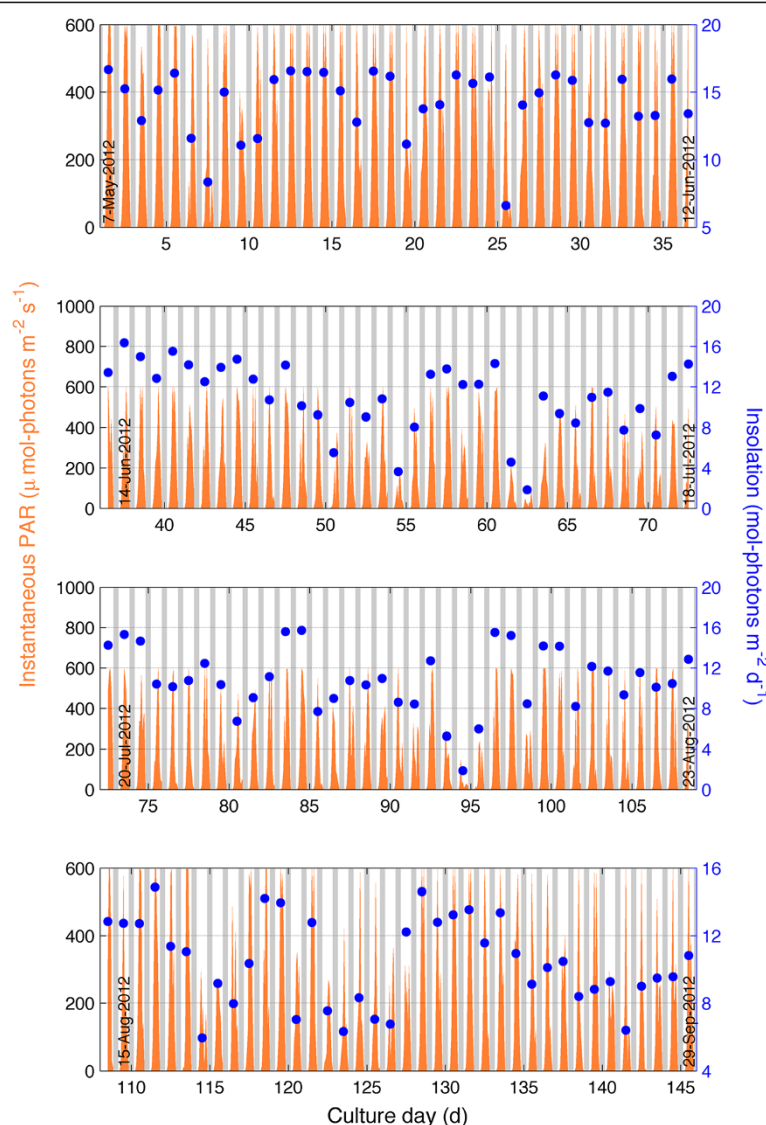 600
400
200
0
20
15
10
5
7-May-2012
12-Jun-2012
5 10 15 20 25 30 35
1000
800
600
400
200
0
20
16
12
8
4
0
14-Jun-2012
18-Jul-2012
40 45 50 55 60 65 70
Instantaneous PAR (μ mol-photons m⁻² s⁻¹)
Insolation (mol-photons m⁻² d⁻¹)
1000
800
600
400
200
0
20
16
12
8
4
0
20-Jul-2012
23-Aug-2012
75 80 85 90 95 100 105
600
400
200
0
16
12
8
4
15-Aug-2012
29-Sep-2012
110 115 120 125 130 135 140 145
Culture day (d)